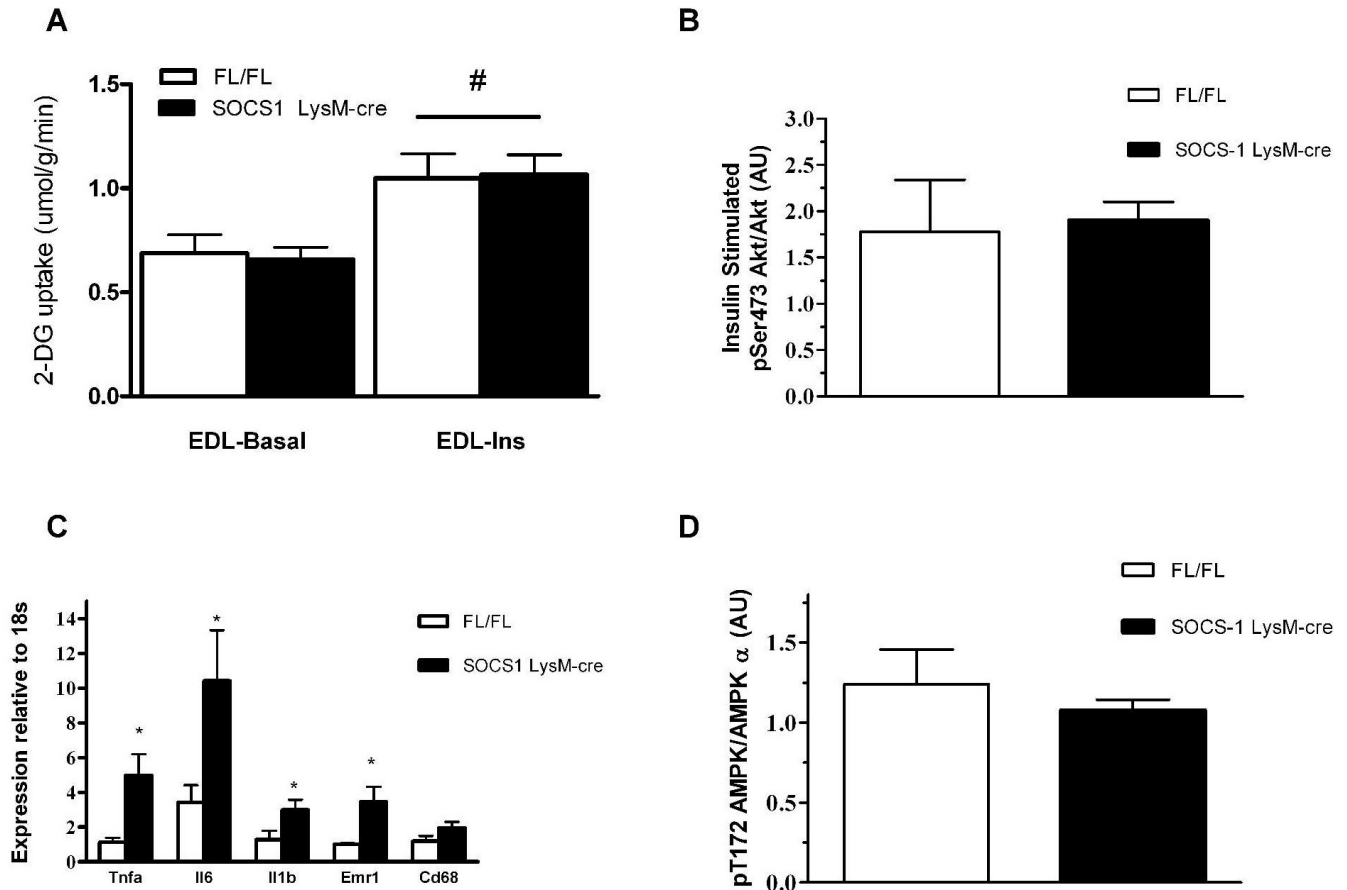 A
FL/FL
SOCS1 LysM-cre
#
2-DG uptake (umol/g/min)
1.5
1.0
0.5
0.0
EDL-Basal EDL-Ins
B
FL/FL
SOCS-1 LysM-cre
Insulin Stimulated
pSer473 Akt/Akt (AU)
3.0
2.5
2.0
1.5
1.0
0.5
0.0
C
FL/FL
SOCS1 LysM-cre
Expression relative to 18s
14
12
10
8
6
4
2
0
* * * *
Tnfa Il6 Il1b Emr1 Cd68
D
FL/FL
SOCS-1 LysM-cre
pT172 AMPK/AMPK α (AU)
1.5
1.0
0.5
0.0